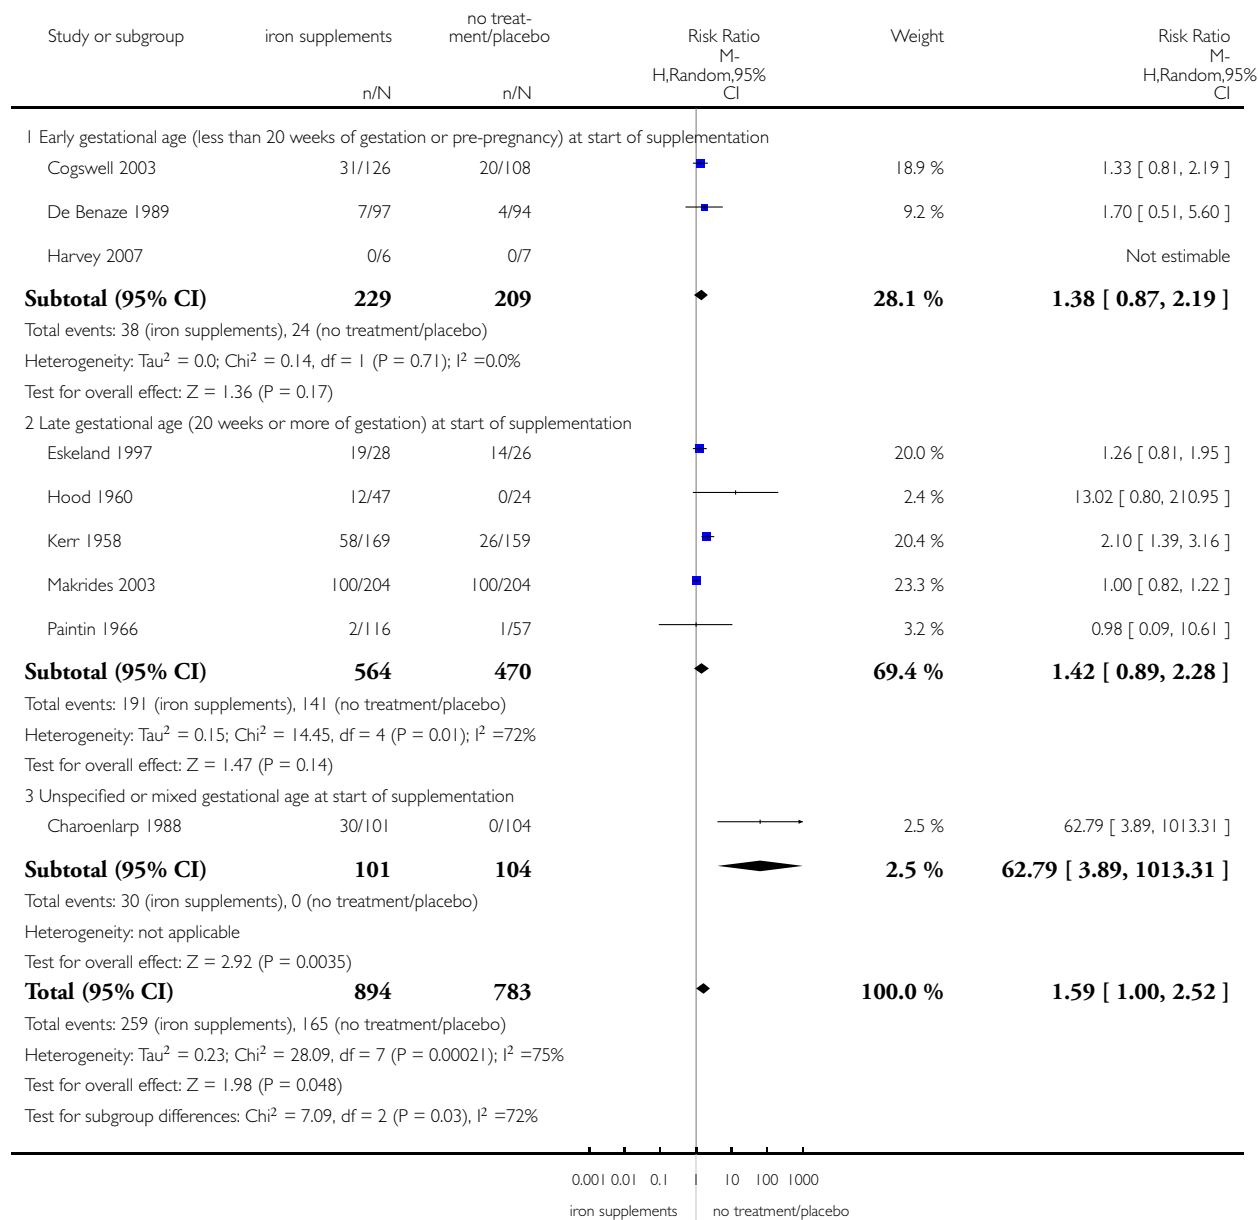 no treat-
Study or subgroup iron supplements ment/placebo Risk Ratio Weight Risk Ratio
M- M-
H,Random,95% H,Random,95%
n/N n/N CI CI
1 Early gestational age (less than 20 weeks of gestation or pre-pregnancy) at start of supplementation
Cogswell 2003 31/126 20/108 18.9 % 1.33 [ 0.81, 2.19 ]
De Benaze 1989 7/97 4/94 9.2 % 1.70 [ 0.51, 5.60 ]
Harvey 2007 0/6 0/7 Not estimable
Subtotal (95% CI) 229 209 28.1 % 1.38 [ 0.87, 2.19 ]
Total events: 38 (iron supplements), 24 (no treatment/placebo)
Heterogeneity: Tau² = 0.0; Chi² = 0.14, df = 1 (P = 0.71); I² =0.0%
Test for overall effect: Z = 1.36 (P = 0.17)
2 Late gestational age (20 weeks or more of gestation) at start of supplementation
Eskeland 1997 19/28 14/26 20.0 % 1.26 [ 0.81, 1.95 ]
Hood 1960 12/47 0/24 2.4 % 13.02 [ 0.80, 210.95 ]
Kerr 1958 58/169 26/159 20.4 % 2.10 [ 1.39, 3.16 ]
Makrides 2003 100/204 100/204 23.3 % 1.00 [ 0.82, 1.22 ]
Paintin 1966 2/116 1/57 3.2 % 0.98 [ 0.09, 10.61 ]
Subtotal (95% CI) 564 470 69.4 % 1.42 [ 0.89, 2.28 ]
Total events: 191 (iron supplements), 141 (no treatment/placebo)
Heterogeneity: Tau² = 0.15; Chi² = 14.45, df = 4 (P = 0.01); I² =72%
Test for overall effect: Z = 1.47 (P = 0.14)
3 Unspecified or mixed gestational age at start of supplementation
Charoenlarp 1988 30/101 0/104 2.5 % 62.79 [ 3.89, 1013.31 ]
Subtotal (95% CI) 101 104 2.5 % 62.79 [ 3.89, 1013.31 ]
Total events: 30 (iron supplements), 0 (no treatment/placebo)
Heterogeneity: not applicable
Test for overall effect: Z = 2.92 (P = 0.0035)
Total (95% CI) 894 783 100.0 % 1.59 [ 1.00, 2.52 ]
Total events: 259 (iron supplements), 165 (no treatment/placebo)
Heterogeneity: Tau² = 0.23; Chi² = 28.09, df = 7 (P = 0.00021); I² =75%
Test for overall effect: Z = 1.98 (P = 0.048)
Test for subgroup differences: Chi² = 7.09, df = 2 (P = 0.03), I² =72%
0.001 0.01 0.1 1 10 100 1000
iron supplements no treatment/placebo